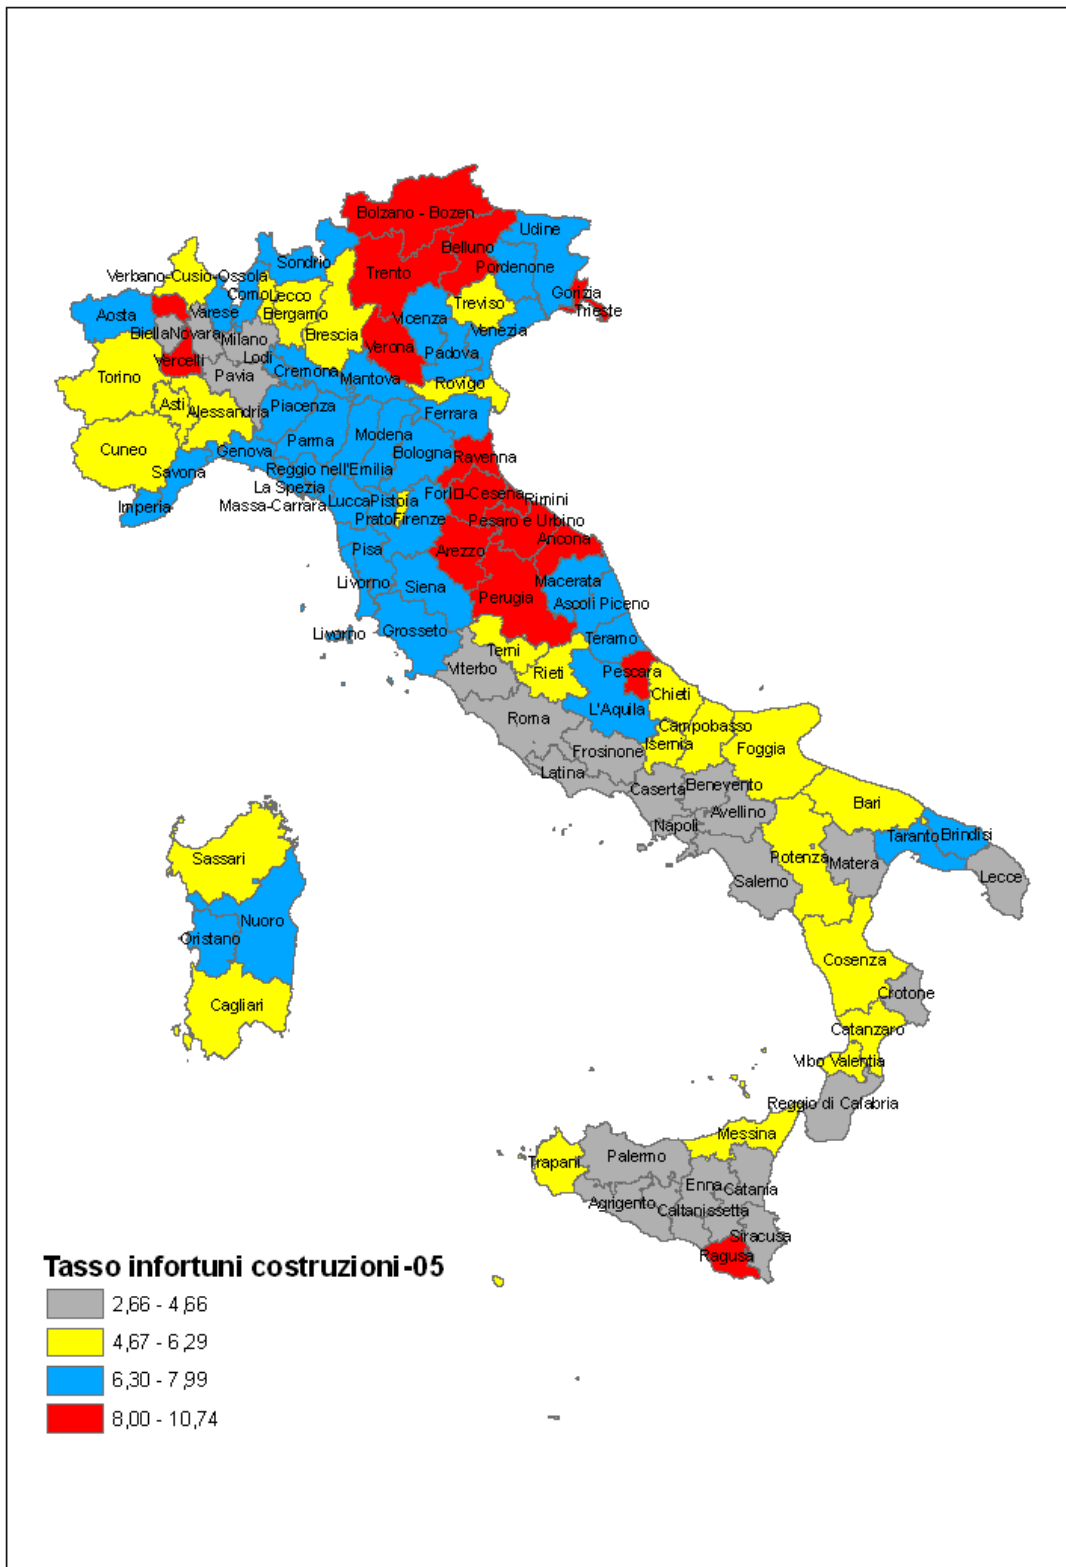 Bolzano - Bozen
Udine
Belluno
Sondrio
Pordenone
Trento
Verbano-Cusio-Ossola
Gorizia
Como
Lecco
Treviso
Trieste
Aosta
Varese
Bergamo
Vicenza
Venezia
Biella
Novara
Milano
Brescia
Verona
Padova
Vercelli
Lodi
Cremona
Torino
Pavia
Mantova
Rovigo
Asti
Alessandria
Piacenza
Ferrara
Cuneo
Parma
Modena
Genova
Bologna
Ravenna
Savona
Reggio nell'Emilia
La Spezia
Forl□-Cesena
Rimini
Imperia
Massa-Carrara
Lucca
Pistoia
Prato
Firenze
Pesaro e Urbino
Ancona
Pisa
Arezzo
Livorno
Siena
Macerata
Perugia
Ascoli Piceno
Livorno
Grosseto
Teramo
Terni
Viterbo
Rieti
Pescara
Chieti
L'Aquila
Roma
Campobasso
Isernia
Foggia
Frosinone
Latina
Caserta
Benevento
Bari
Avellino
Napoli
Taranto
Brindisi
Sassari
Potenza
Matera
Lecce
Salerno
Nuoro
Oristano
Cosenza
Crotone
Cagliari
Catanzaro
Vibo Valentia
Reggio di Calabria
Messina
Palermo
Trapani
Enna
Catania
Agrigento
Caltanissetta
Siracusa
Ragusa
Tasso infortuni costruzioni-05
2,66 - 4,66
4,67 - 6,29
6,30 - 7,99
8,00 - 10,74